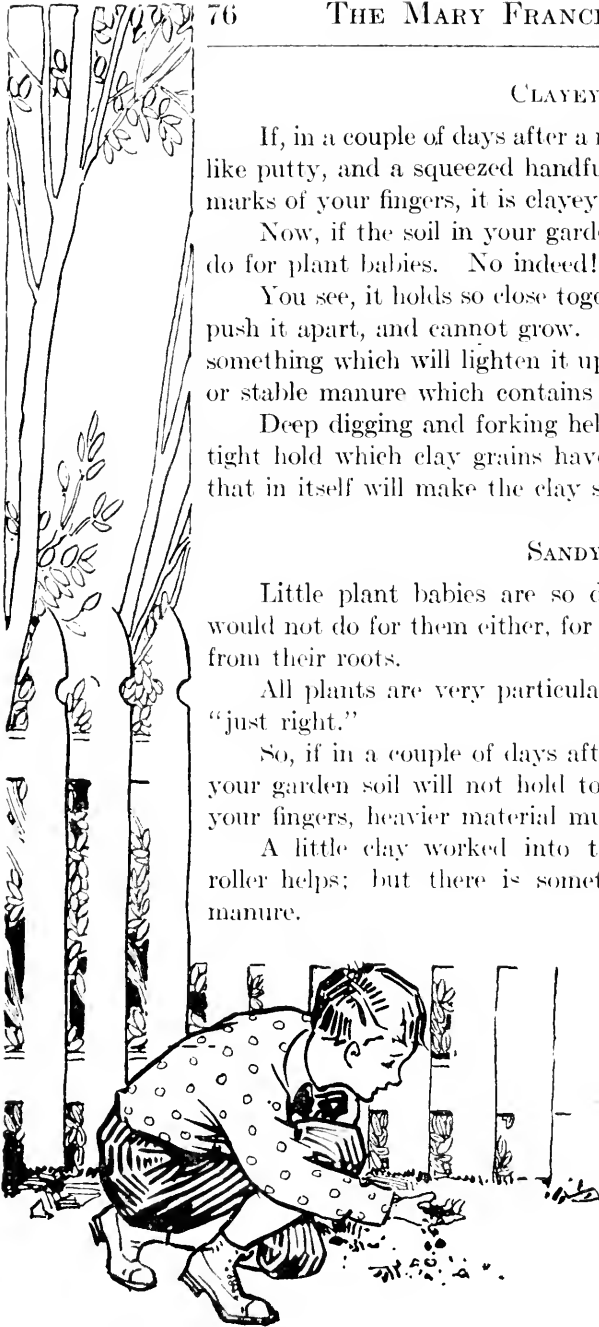 76 THE MARY FRANC
CLAYEY
If, in a couple of days after a
like putty, and a squeezed handfu
marks of your fingers, it is clayey
Now, if the soil in your gard
do for plant babies. No indeed!
You see, it holds so close toge
push it apart, and cannot grow.
something which will lighten it up
or stable manure which contains
Deep digging and forking hel
tight hold which clay grains hav
that in itself will make the clay s
SANDY
Little plant babies are so d
would not do for them either, for
from their roots.
All plants are very particula
“just right.”
So, if in a couple of days aft
your garden soil will not hold to
your fingers, heavier material mu
A little clay worked into t
roller helps; but there is somet
manure.